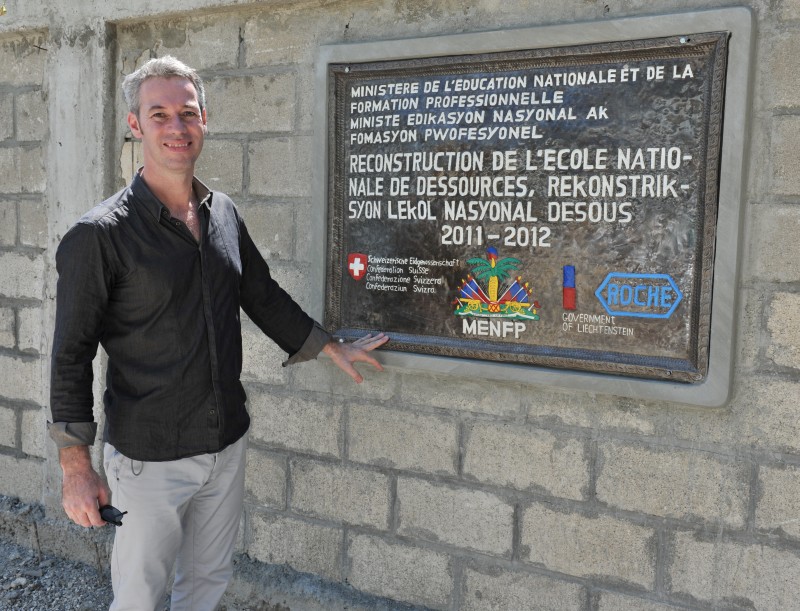 MINISTERE DE L'ÉDUCATION NATIONALE ET DE LA
FORMATION PROFESSIONNELLE
MINISTE EDIKASYON NASYONAL AK
FOMASYON PWOFESYONEL
RECONSTRUCTION DE L'ECOLE NATIO-
NALE DE DESSOURCES, REKONSTRIK-
SYON LEKOL NASYONAL DESOUS
2011-2012
Schweizerische Eidgenossenschaft
Confédération Suisse
Confederazione Svizzera
Confederaziun Svizra
MENFP
GOVERNMENT
OF LIECHTENSTEIN
ROCHE